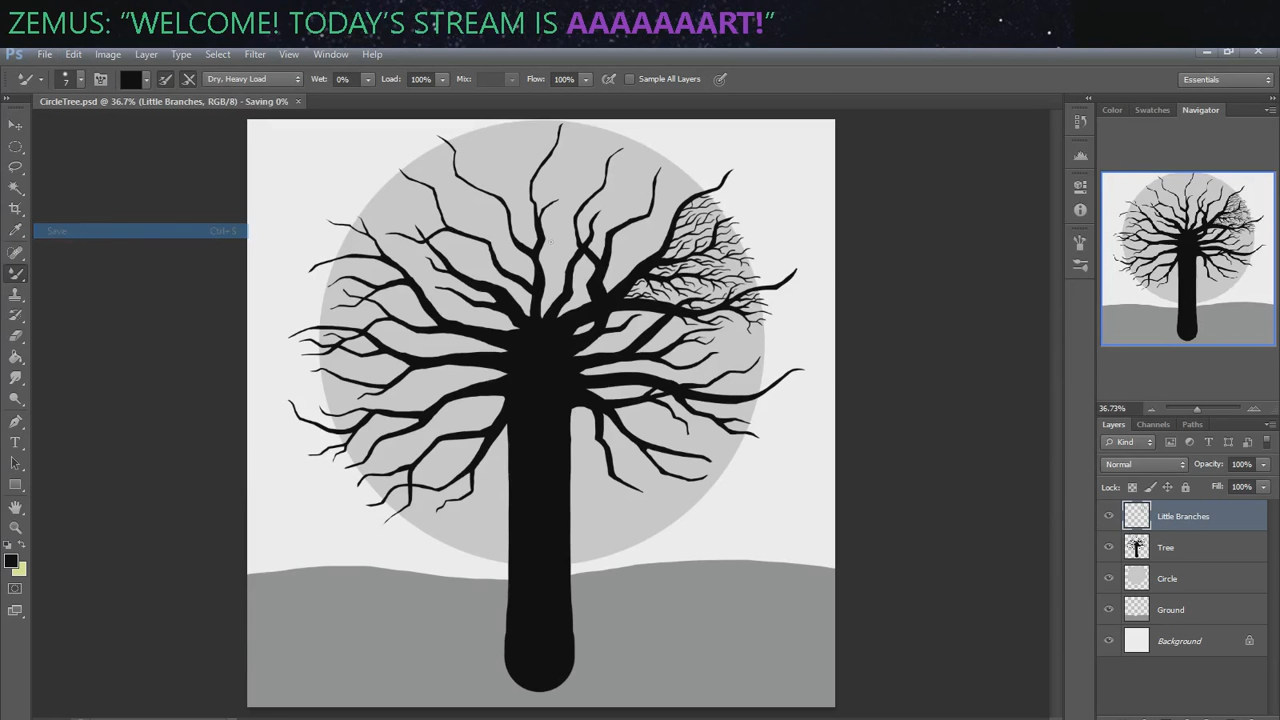 ZEMUS: "WELCOME! TODAY'S STREAM IS AAAAAAART!"
Ps File Edit Image Layer Type Select Filter View Window Help
7 Dry, Heavy Load Wet: 0% Load: 100% Mix: Flow: 100% Sample All Layers Essentials
CircleTree.psd @ 36.7% (Little Branches, RGB/8) - Saving 0% ×
Color Swatches Navigator
Save Ctrl+S
36.73%
Layers Channels Paths
Kind
Normal Opacity: 100%
Lock: Fill: 100%
Little Branches
Tree
Circle
Ground
Background